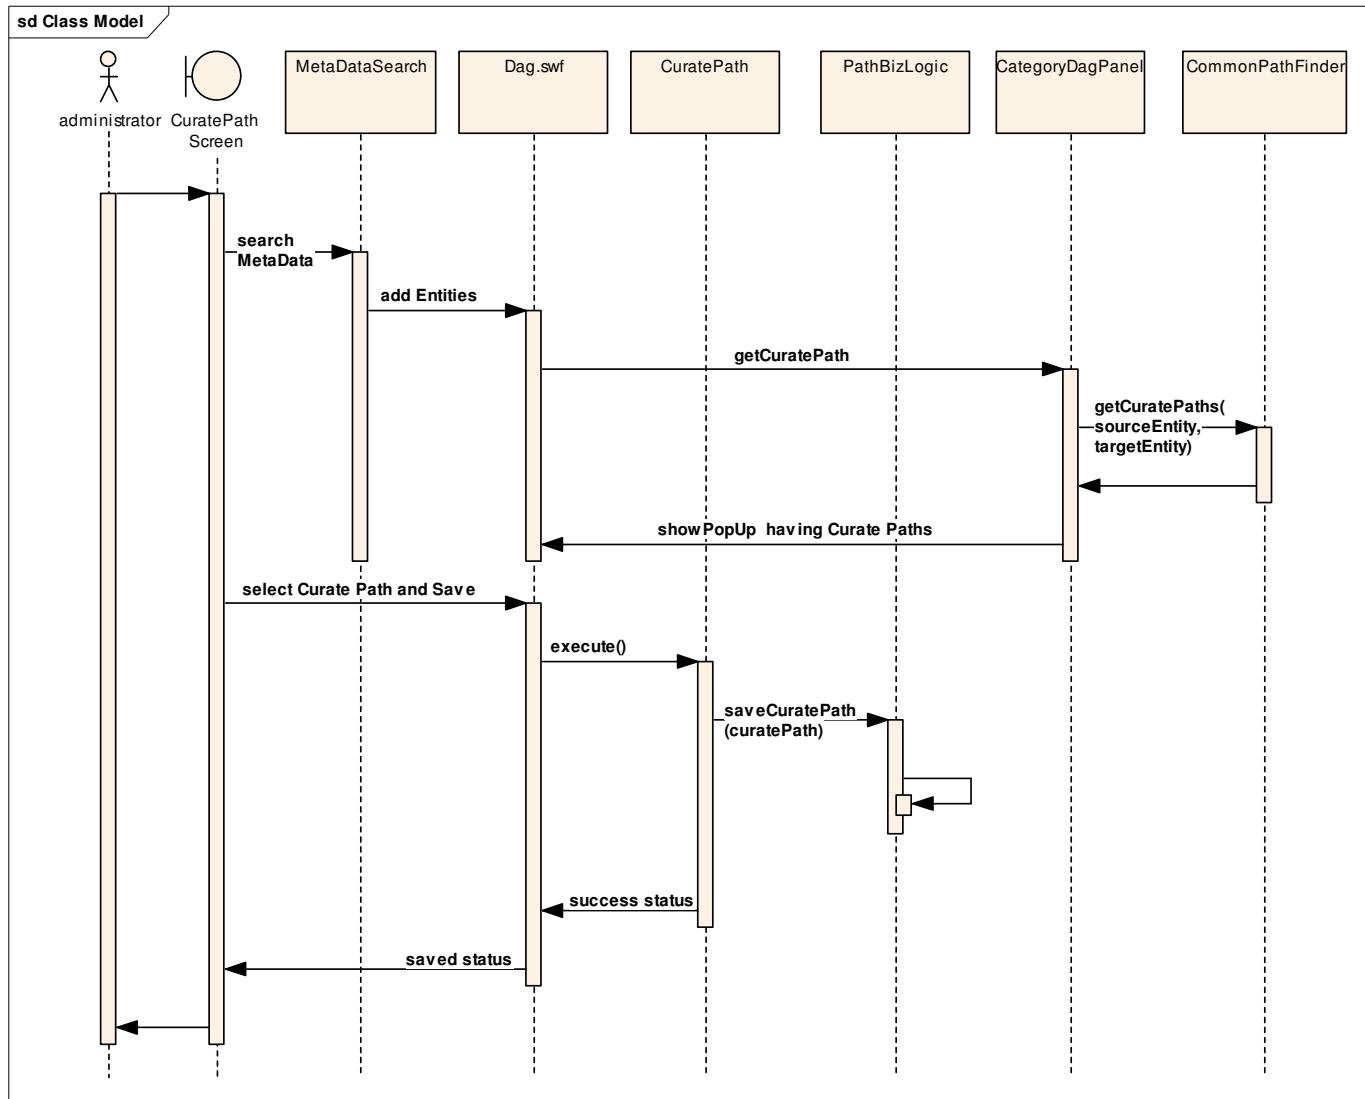 sd Class Model
administrator
CuratePath
Screen
MetaDataSearch
Dag.swf
CuratePath
PathBizLogic
CategoryDagPanel
CommonPathFinder
search
MetaData
add Entities
getCuratePath
getCuratePaths(
sourceEntity,
targetEntity)
showPopUp having Curate Paths
select Curate Path and Save
execute()
saveCuratePath
(curatePath)
success status
saved status